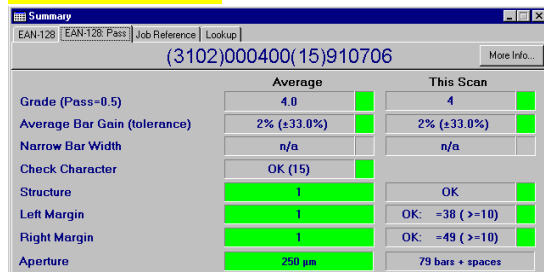 Summary
EAN-128 EAN-128: Pass Job Reference Lookup
(3102)000400(15)910706 More Info...
Average This Scan
Grade (Pass=0.5) 4.0 4
Average Bar Gain (tolerance) 2% (±33.0%) 2% (±33.0%)
Narrow Bar Width n/a n/a
Check Character OK (15)
Structure 1 OK
Left Margin 1 OK: =38 ( >=10)
Right Margin 1 OK: =49 ( >=10)
Aperture 250 µm 79 bars + spaces